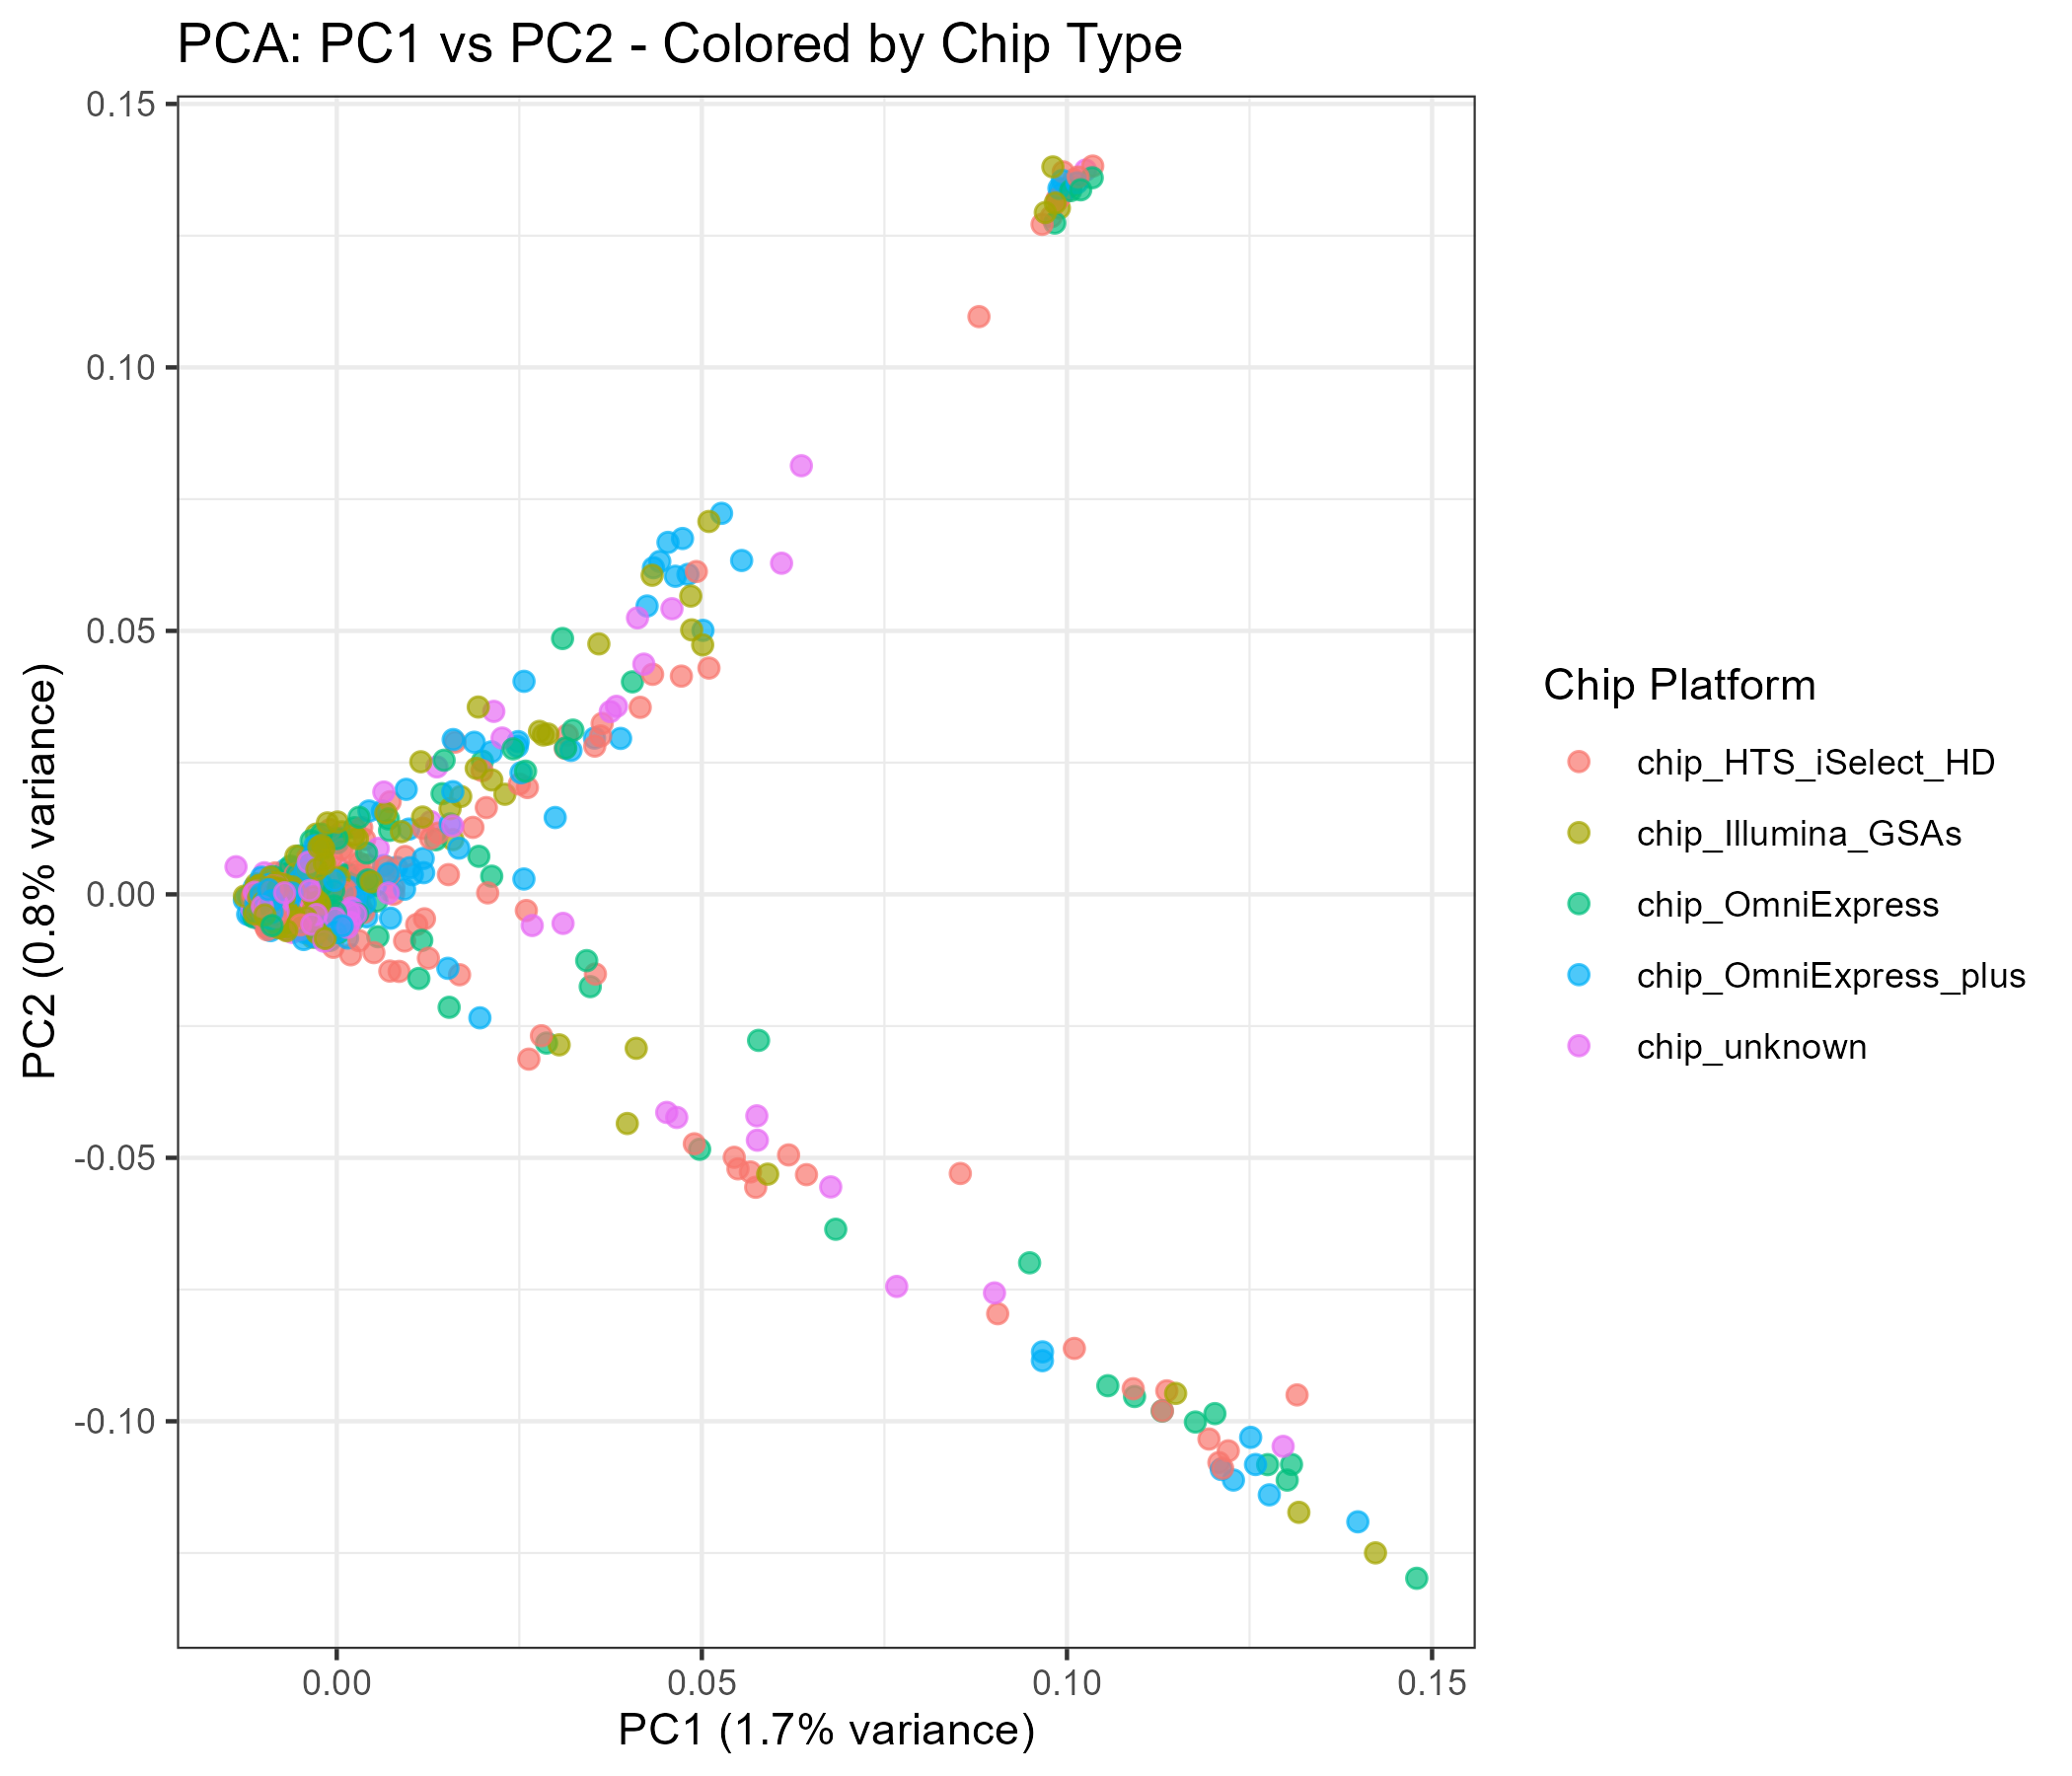 PCA: PC1 vs PC2 - Colored by Chip Type
0.15
0.10
0.05
0.00
-0.05
-0.10
PC2 (0.8% variance)
0.00 0.05 0.10 0.15
PC1 (1.7% variance)
Chip Platform
chip_HTS_iSelect_HD
chip_Illumina_GSAs
chip_OmniExpress
chip_OmniExpress_plus
chip_unknown